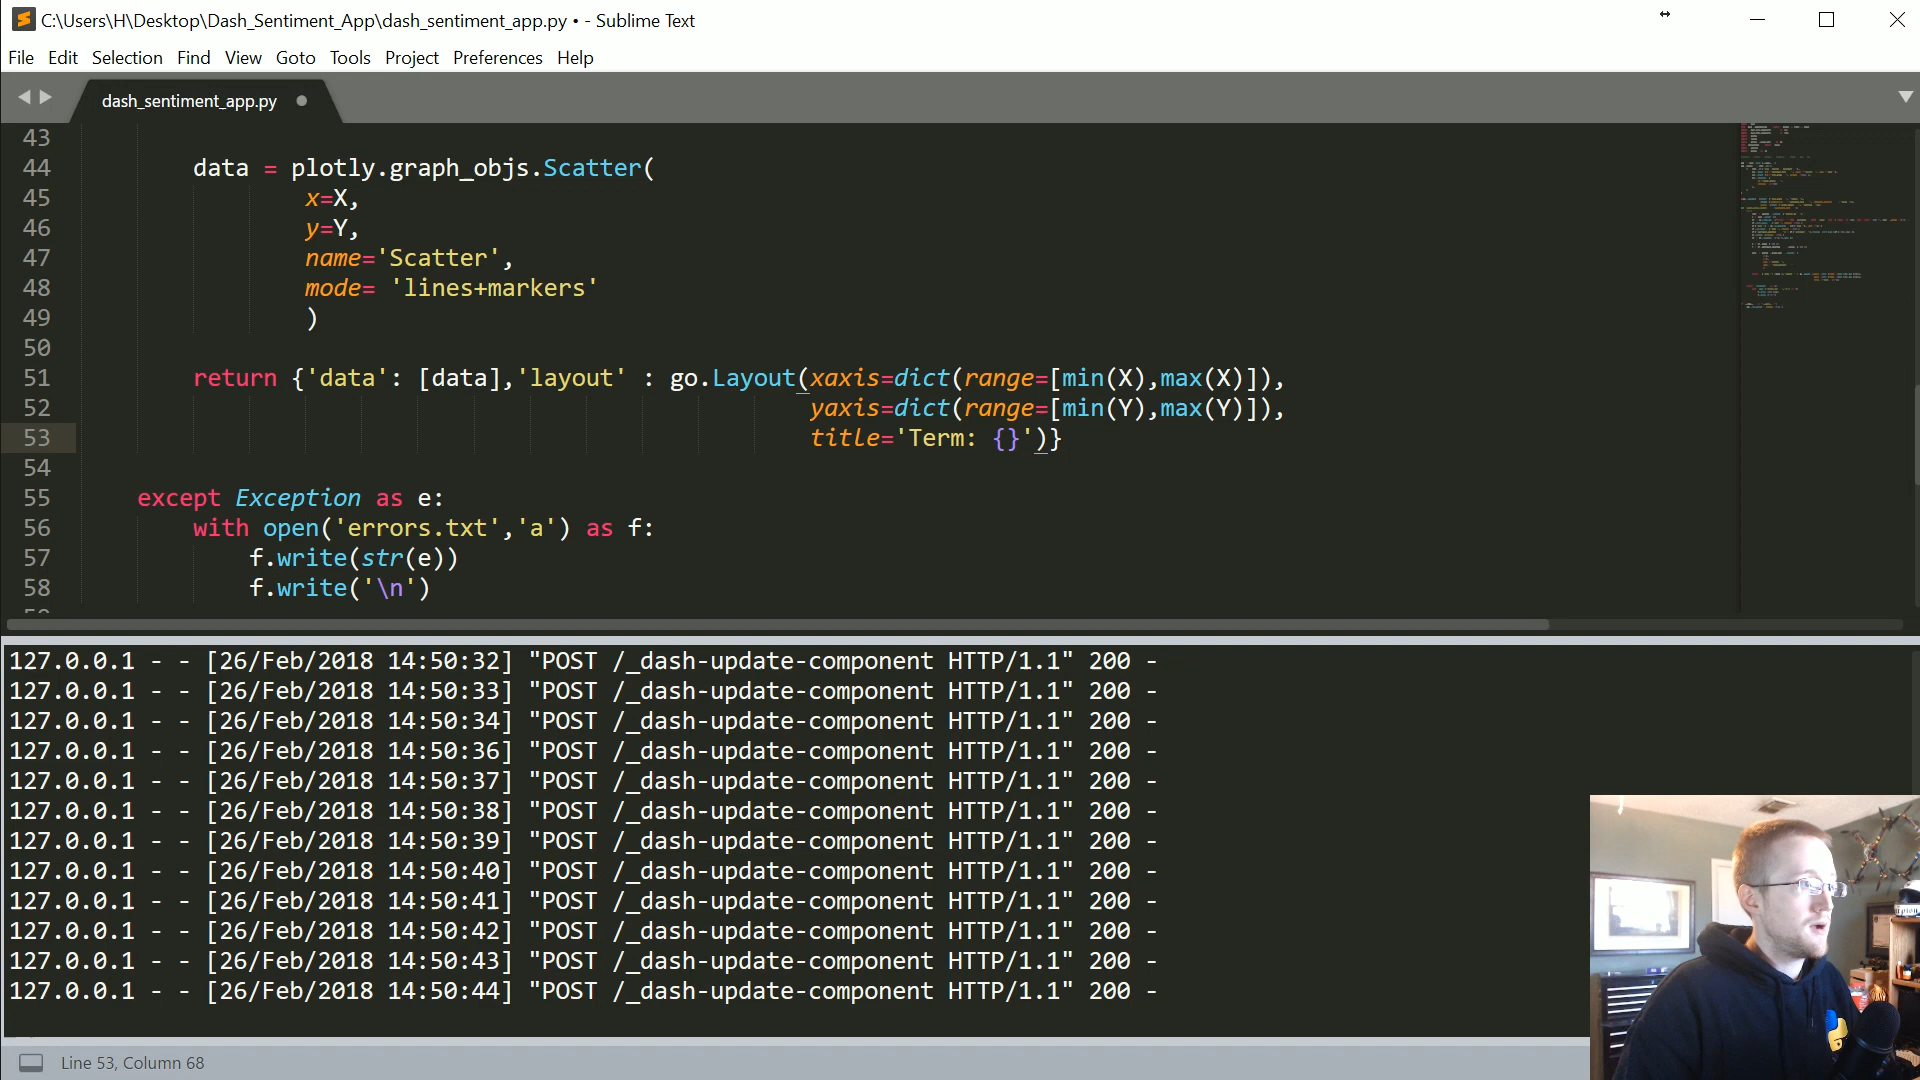 C:\Users\H\Desktop\Dash_Sentiment_App\dash_sentiment_app.py • - Sublime Text
File Edit Selection Find View Goto Tools Project Preferences Help
dash_sentiment_app.py
43
44 data = plotly.graph_objs.Scatter(
45 x=X,
46 y=Y,
47 name='Scatter',
48 mode= 'lines+markers'
49 )
50
51 return {'data': [data],'layout' : go.Layout(xaxis=dict(range=[min(X),max(X)]),
52 yaxis=dict(range=[min(Y),max(Y)]),
53 title='Term: {}')}
54
55 except Exception as e:
56 with open('errors.txt','a') as f:
57 f.write(str(e))
58 f.write('\n')
127.0.0.1 - - [26/Feb/2018 14:50:32] "POST /_dash-update-component HTTP/1.1" 200 -
127.0.0.1 - - [26/Feb/2018 14:50:33] "POST /_dash-update-component HTTP/1.1" 200 -
127.0.0.1 - - [26/Feb/2018 14:50:34] "POST /_dash-update-component HTTP/1.1" 200 -
127.0.0.1 - - [26/Feb/2018 14:50:36] "POST /_dash-update-component HTTP/1.1" 200 -
127.0.0.1 - - [26/Feb/2018 14:50:37] "POST /_dash-update-component HTTP/1.1" 200 -
127.0.0.1 - - [26/Feb/2018 14:50:38] "POST /_dash-update-component HTTP/1.1" 200 -
127.0.0.1 - - [26/Feb/2018 14:50:39] "POST /_dash-update-component HTTP/1.1" 200 -
127.0.0.1 - - [26/Feb/2018 14:50:40] "POST /_dash-update-component HTTP/1.1" 200 -
127.0.0.1 - - [26/Feb/2018 14:50:41] "POST /_dash-update-component HTTP/1.1" 200 -
127.0.0.1 - - [26/Feb/2018 14:50:42] "POST /_dash-update-component HTTP/1.1" 200 -
127.0.0.1 - - [26/Feb/2018 14:50:43] "POST /_dash-update-component HTTP/1.1" 200 -
127.0.0.1 - - [26/Feb/2018 14:50:44] "POST /_dash-update-component HTTP/1.1" 200 -
Line 53, Column 68